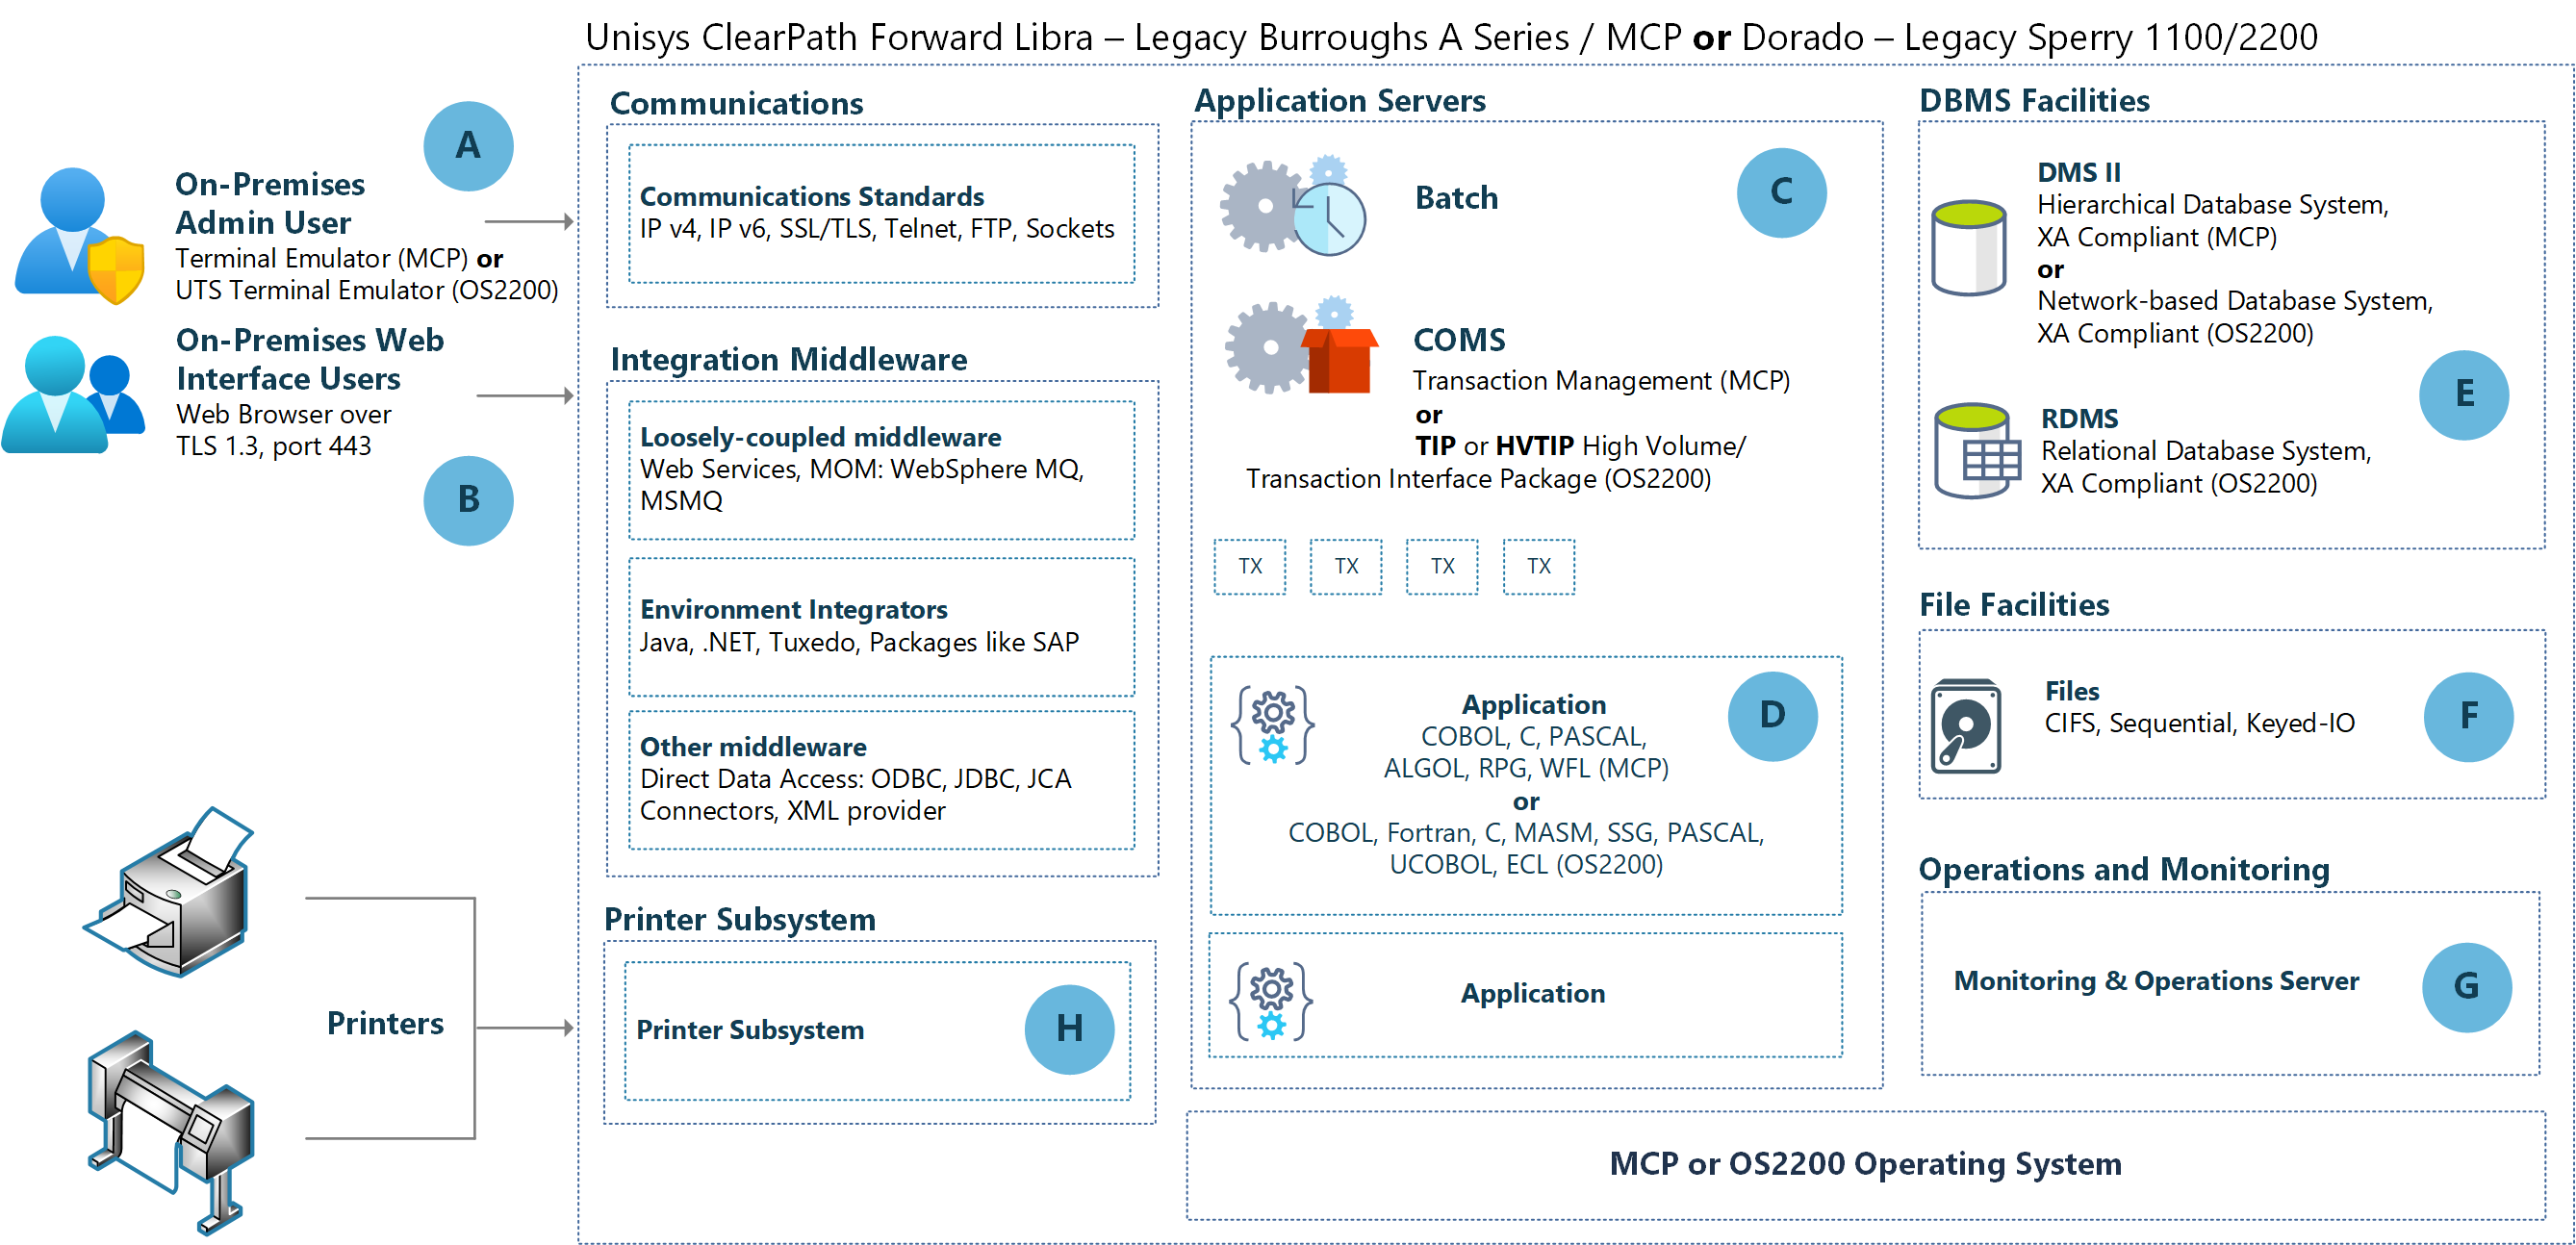 Unisys ClearPath Forward Libra – Legacy Burroughs A Series / MCP or Dorado – Legacy Sperry 1100/2200
A
On-Premises
Admin User
Terminal Emulator (MCP) or
UTS Terminal Emulator (OS2200)
On-Premises Web
Interface Users
Web Browser over
TLS 1.3, port 443
B
Printers
Communications
Communications Standards
IP v4, IP v6, SSL/TLS, Telnet, FTP, Sockets
Integration Middleware
Loosely-coupled middleware
Web Services, MOM: WebSphere MQ,
MSMQ
Environment Integrators
Java, .NET, Tuxedo, Packages like SAP
Other middleware
Direct Data Access: ODBC, JDBC, JCA
Connectors, XML provider
Printer Subsystem
Printer Subsystem
H
Application Servers
Batch
C
COMS
Transaction Management (MCP)
or
TIP or HVTIP High Volume/
Transaction Interface Package (OS2200)
TX TX TX TX
Application
D
COBOL, C, PASCAL,
ALGOL, RPG, WFL (MCP)
or
COBOL, Fortran, C, MASM, SSG, PASCAL,
UCOBOL, ECL (OS2200)
Application
DBMS Facilities
DMS II
Hierarchical Database System,
XA Compliant (MCP)
or
Network-based Database System,
XA Compliant (OS2200)
E
RDMS
Relational Database System,
XA Compliant (OS2200)
File Facilities
Files
CIFS, Sequential, Keyed-IO
F
Operations and Monitoring
Monitoring & Operations Server
G
MCP or OS2200 Operating System